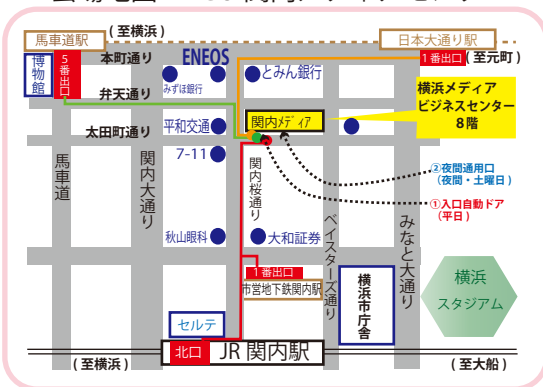 (至横浜)
馬車道駅
日本大通り駅
博物館
5番出口
本町通り
ENEOS
とみん銀行
1番出口
(至元町)
みずほ銀行
弁天通り
横浜メディア
ビジネスセンター
8階
太田町通り
平和交通
関内メディア
7-11
②夜間通用口
(夜間・土曜日)
①入口自動ドア
(平日)
馬車道
関内大通り
関内桜通り
ベイスターズ通り
みなと大通り
秋山眼科
大和証券
1番出口
市営地下鉄関内駅
横浜市庁舎
横浜
スタジアム
セルテ
北口
JR関内駅
(至横浜)
(至大船)